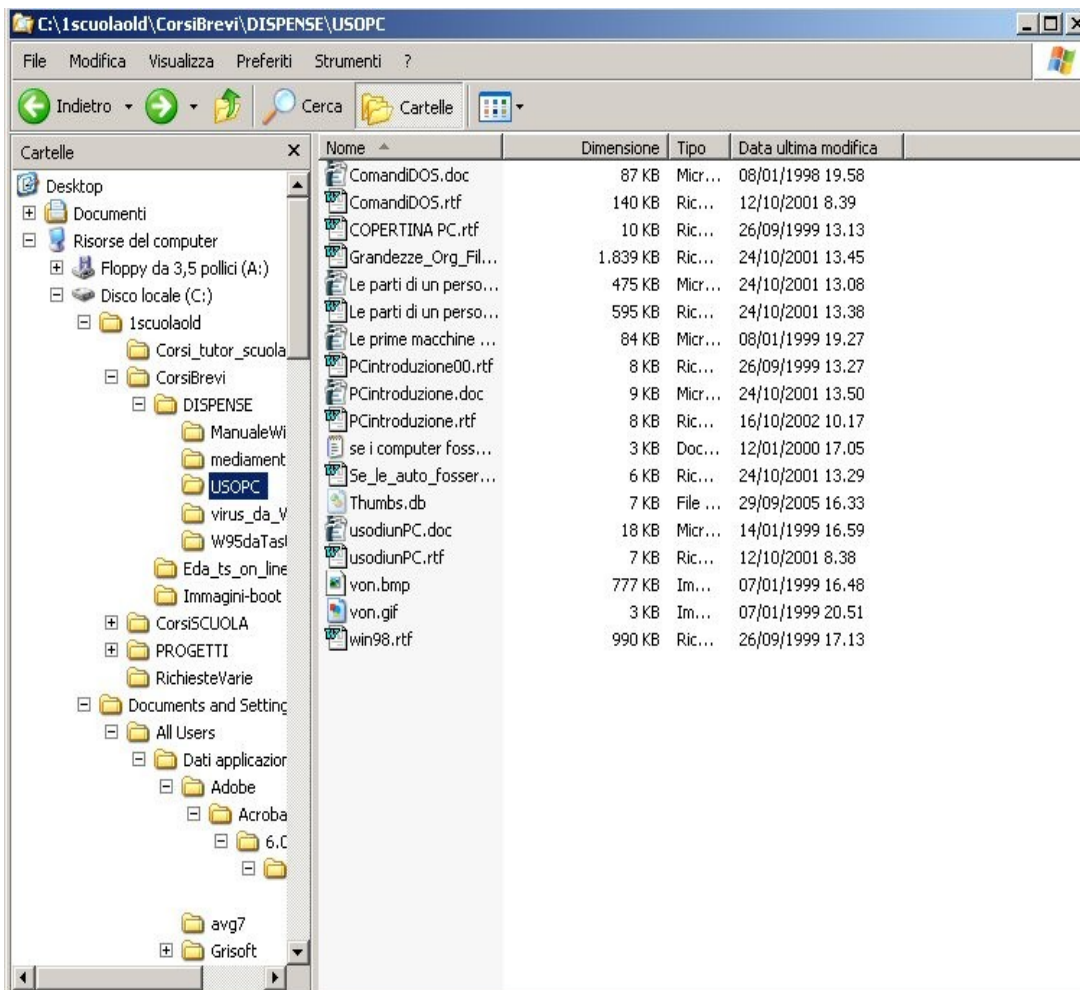 C:\1scuolaold\CorsiBrevi\DISPENSE\USOPC
File Modifica Visualizza Preferiti Strumenti ?
Indietro Cerca Cartelle
Cartelle
Desktop
Documenti
Risorse del computer
Floppy da 3,5 pollici (A:)
Disco locale (C:)
1scuolaold
Corsi_tutor_scuola
CorsiBrevi
DISPENSE
ManualeWi
mediament
USOPC
virus_da_V
W95daTas
Eda_ts_on_line
Immagini-boot
CorsiSCUOLA
PROGETTI
RichiesteVarie
Documents and Setting
All Users
Dati applicazion
Adobe
Acroba
6.0
avg7
Grisoft
Nome Dimensione Tipo Data ultima modifica
ComandiDOS.doc 87 KB Micr... 08/01/1998 19.58
ComandiDOS.rtf 140 KB Ric... 12/10/2001 8.39
COPERTINA PC.rtf 10 KB Ric... 26/09/1999 13.13
Grandezze_Org_Fil... 1.839 KB Ric... 24/10/2001 13.45
Le parti di un perso... 475 KB Micr... 24/10/2001 13.08
Le parti di un perso... 595 KB Ric... 24/10/2001 13.38
Le prime macchine ... 84 KB Micr... 08/01/1999 19.27
PCintroduzione00.rtf 8 KB Ric... 26/09/1999 13.27
PCintroduzione.doc 9 KB Micr... 24/10/2001 13.50
PCintroduzione.rtf 8 KB Ric... 16/10/2002 10.17
se i computer foss... 3 KB Doc... 12/01/2000 17.05
Se_le_auto_fosser... 6 KB Ric... 24/10/2001 13.29
Thumbs.db 7 KB File ... 29/09/2005 16.33
usodiunPC.doc 18 KB Micr... 14/01/1999 16.59
usodiunPC.rtf 7 KB Ric... 12/10/2001 8.38
von.bmp 777 KB Im... 07/01/1999 16.48
von.gif 3 KB Im... 07/01/1999 20.51
win98.rtf 990 KB Ric... 26/09/1999 17.13